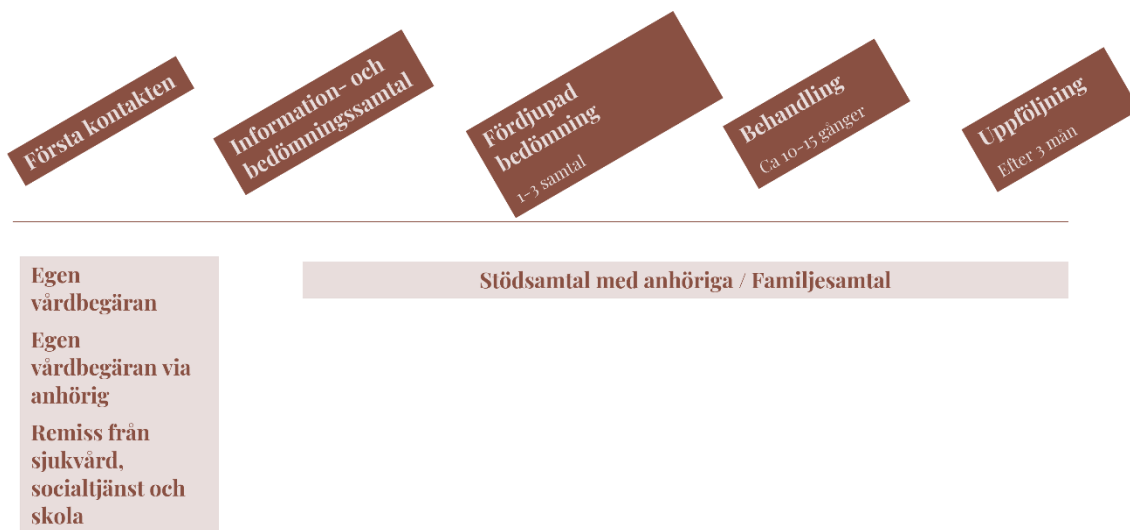 Första kontakten
Information- och
bedömningssamtal
Fördjupad
bedömning
1-3 samtal
Behandling
Ca 10-15 gånger
Uppföljning
Efter 3 mån
Egen
vårdbegäran
Egen
vårdbegäran via
anhörig
Remiss från
sjukvård,
socialtjänst och
skola
Stödsamtal med anhöriga / Familjesamtal